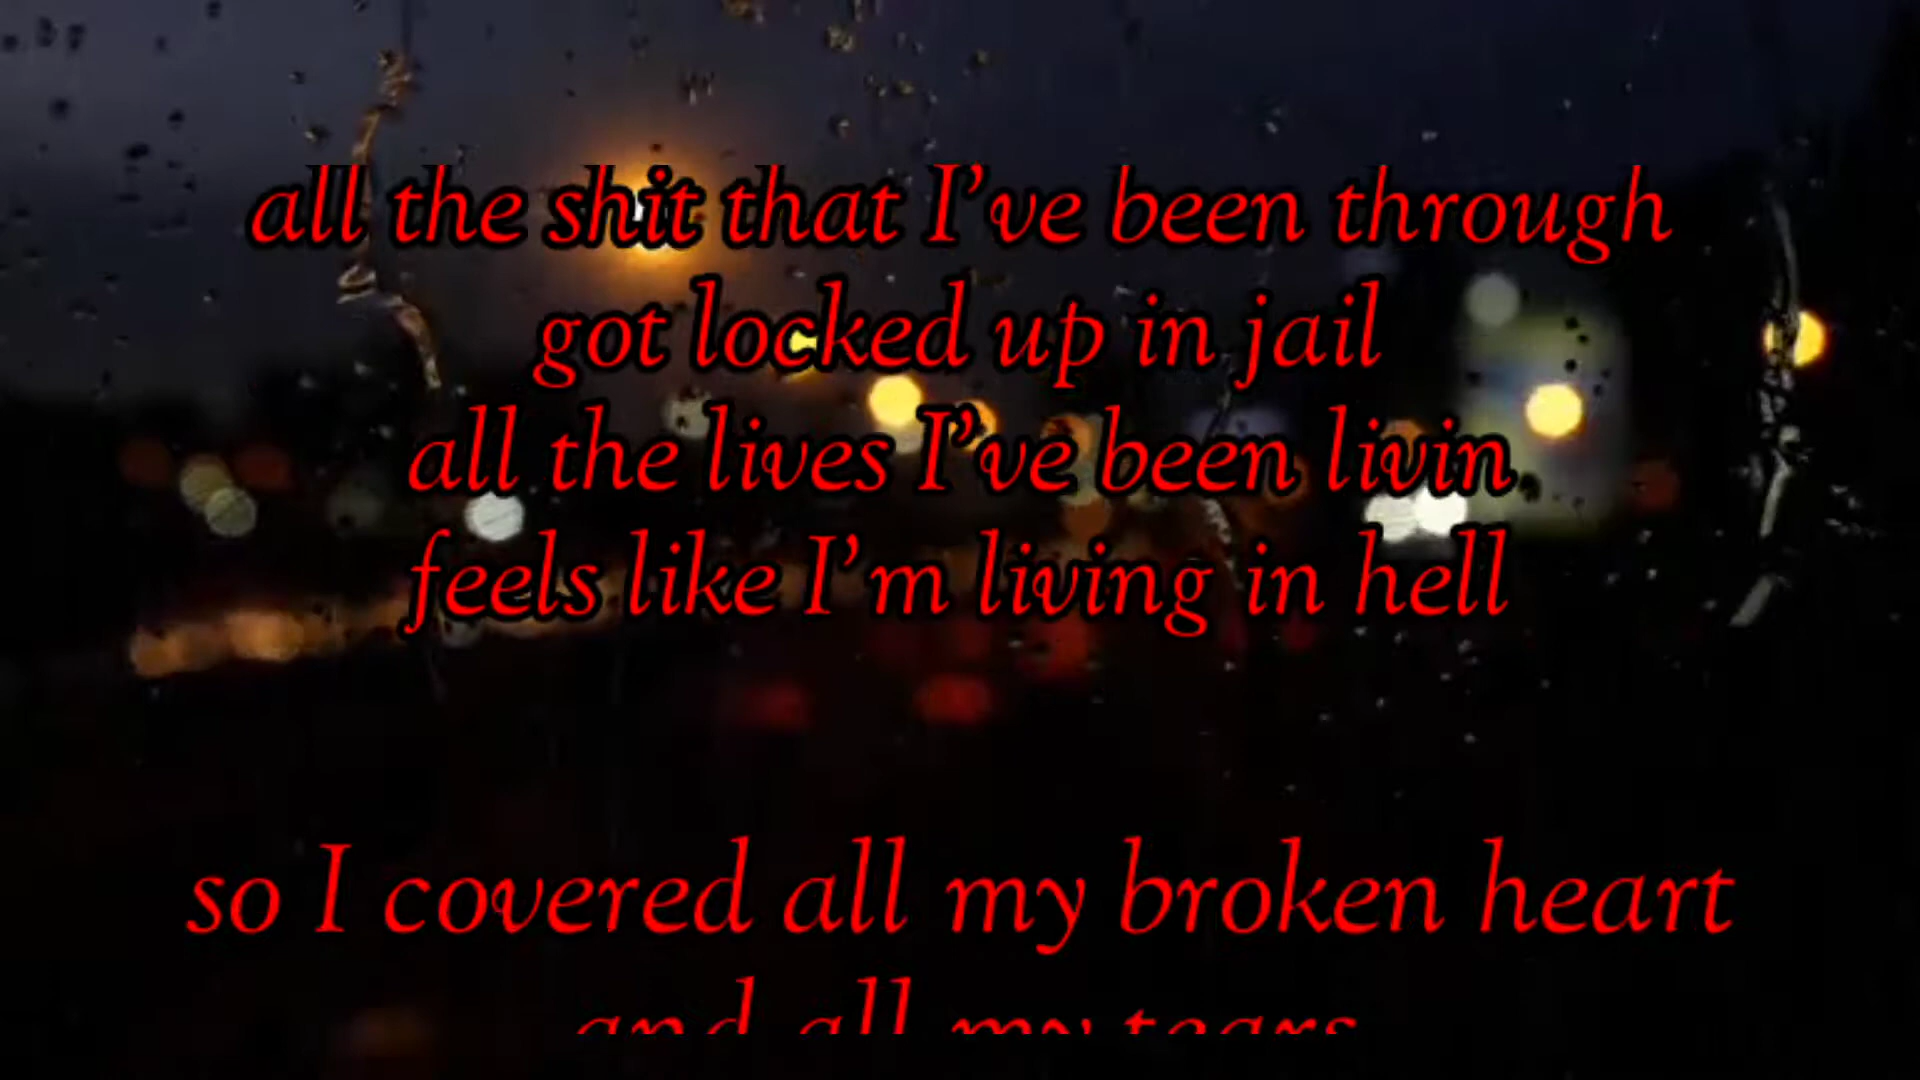 all the shit that I've been through
got locked up in jail
all the lives I've been livin
feels like I'm living in hell
so I covered all my broken heart
and all my tears